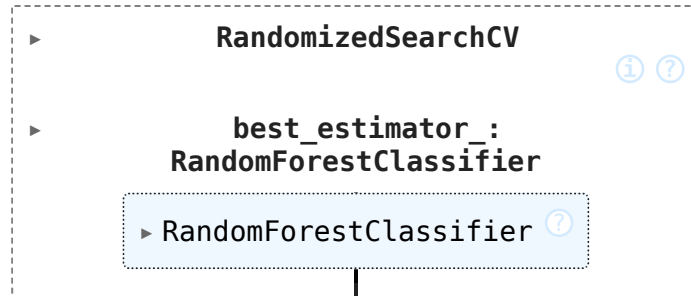 ▸ RandomizedSearchCV
i ?
▸ best_estimator_:
RandomForestClassifier
▸ RandomForestClassifier ?